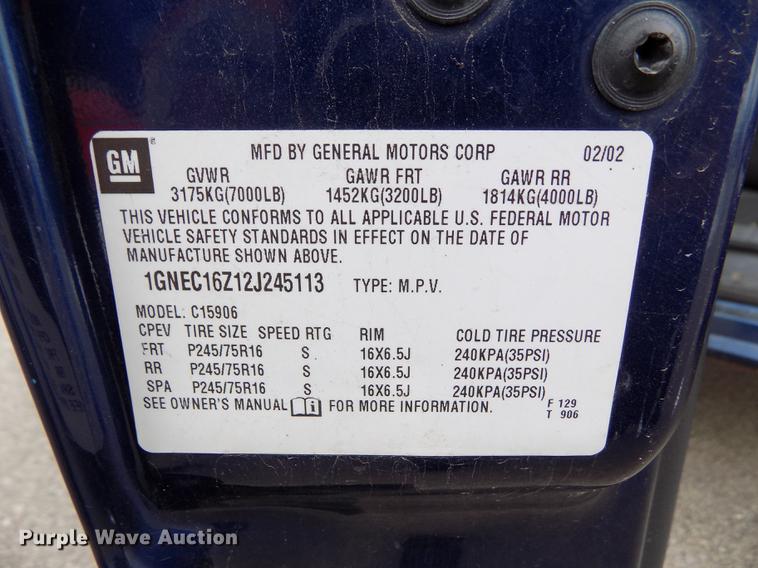 GM ® MFD BY GENERAL MOTORS CORP 02/02
GVWR GAWR FRT GAWR RR
3175KG(7000LB) 1452KG(3200LB) 1814KG(4000LB)
THIS VEHICLE CONFORMS TO ALL APPLICABLE U.S. FEDERAL MOTOR
VEHICLE SAFETY STANDARDS IN EFFECT ON THE DATE OF
MANUFACTURE SHOWN ABOVE.
1GNEC16Z12J245113 TYPE: M.P.V.
MODEL: C15906
CPEV TIRE SIZE SPEED RTG RIM COLD TIRE PRESSURE
FRT P245/75R16 S 16X6.5J 240KPA(35PSI)
RR P245/75R16 S 16X6.5J 240KPA(35PSI)
SPA P245/75R16 S 16X6.5J 240KPA(35PSI)
SEE OWNER'S MANUAL i FOR MORE INFORMATION.
F 129
T 906
Purple Wave Auction